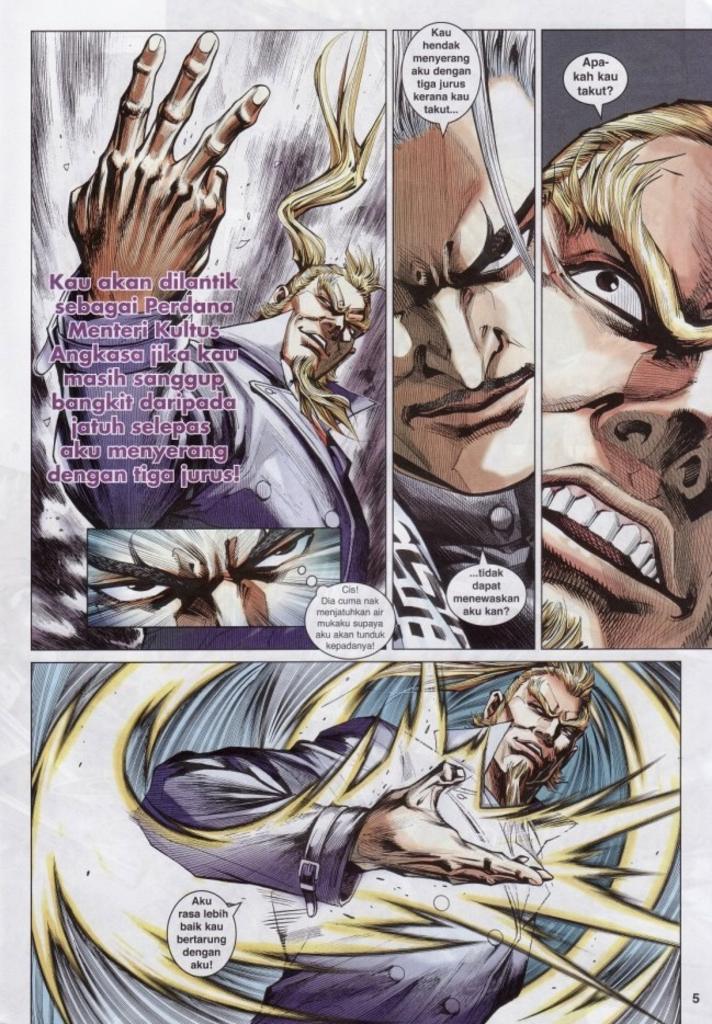 Kau akan dilantik
sebagai Perdana
Menteri Kultus
Angkasa jika kau
masih sanggup
bangkit daripada
jatuh selepas
aku menyerang
dengan tiga jurus!
Cis!
Dia cuma nak
menjatuhkan air
mukaku supaya
aku akan tunduk
kepadanya!
Kau
hendak
menyerang
aku dengan
tiga jurus
kerana kau
takut...
...tidak
dapat
menewaskan
aku kan?
Apa-
kah kau
takut?
Aku
rasa lebih
baik kau
bertarung
dengan
aku!
5